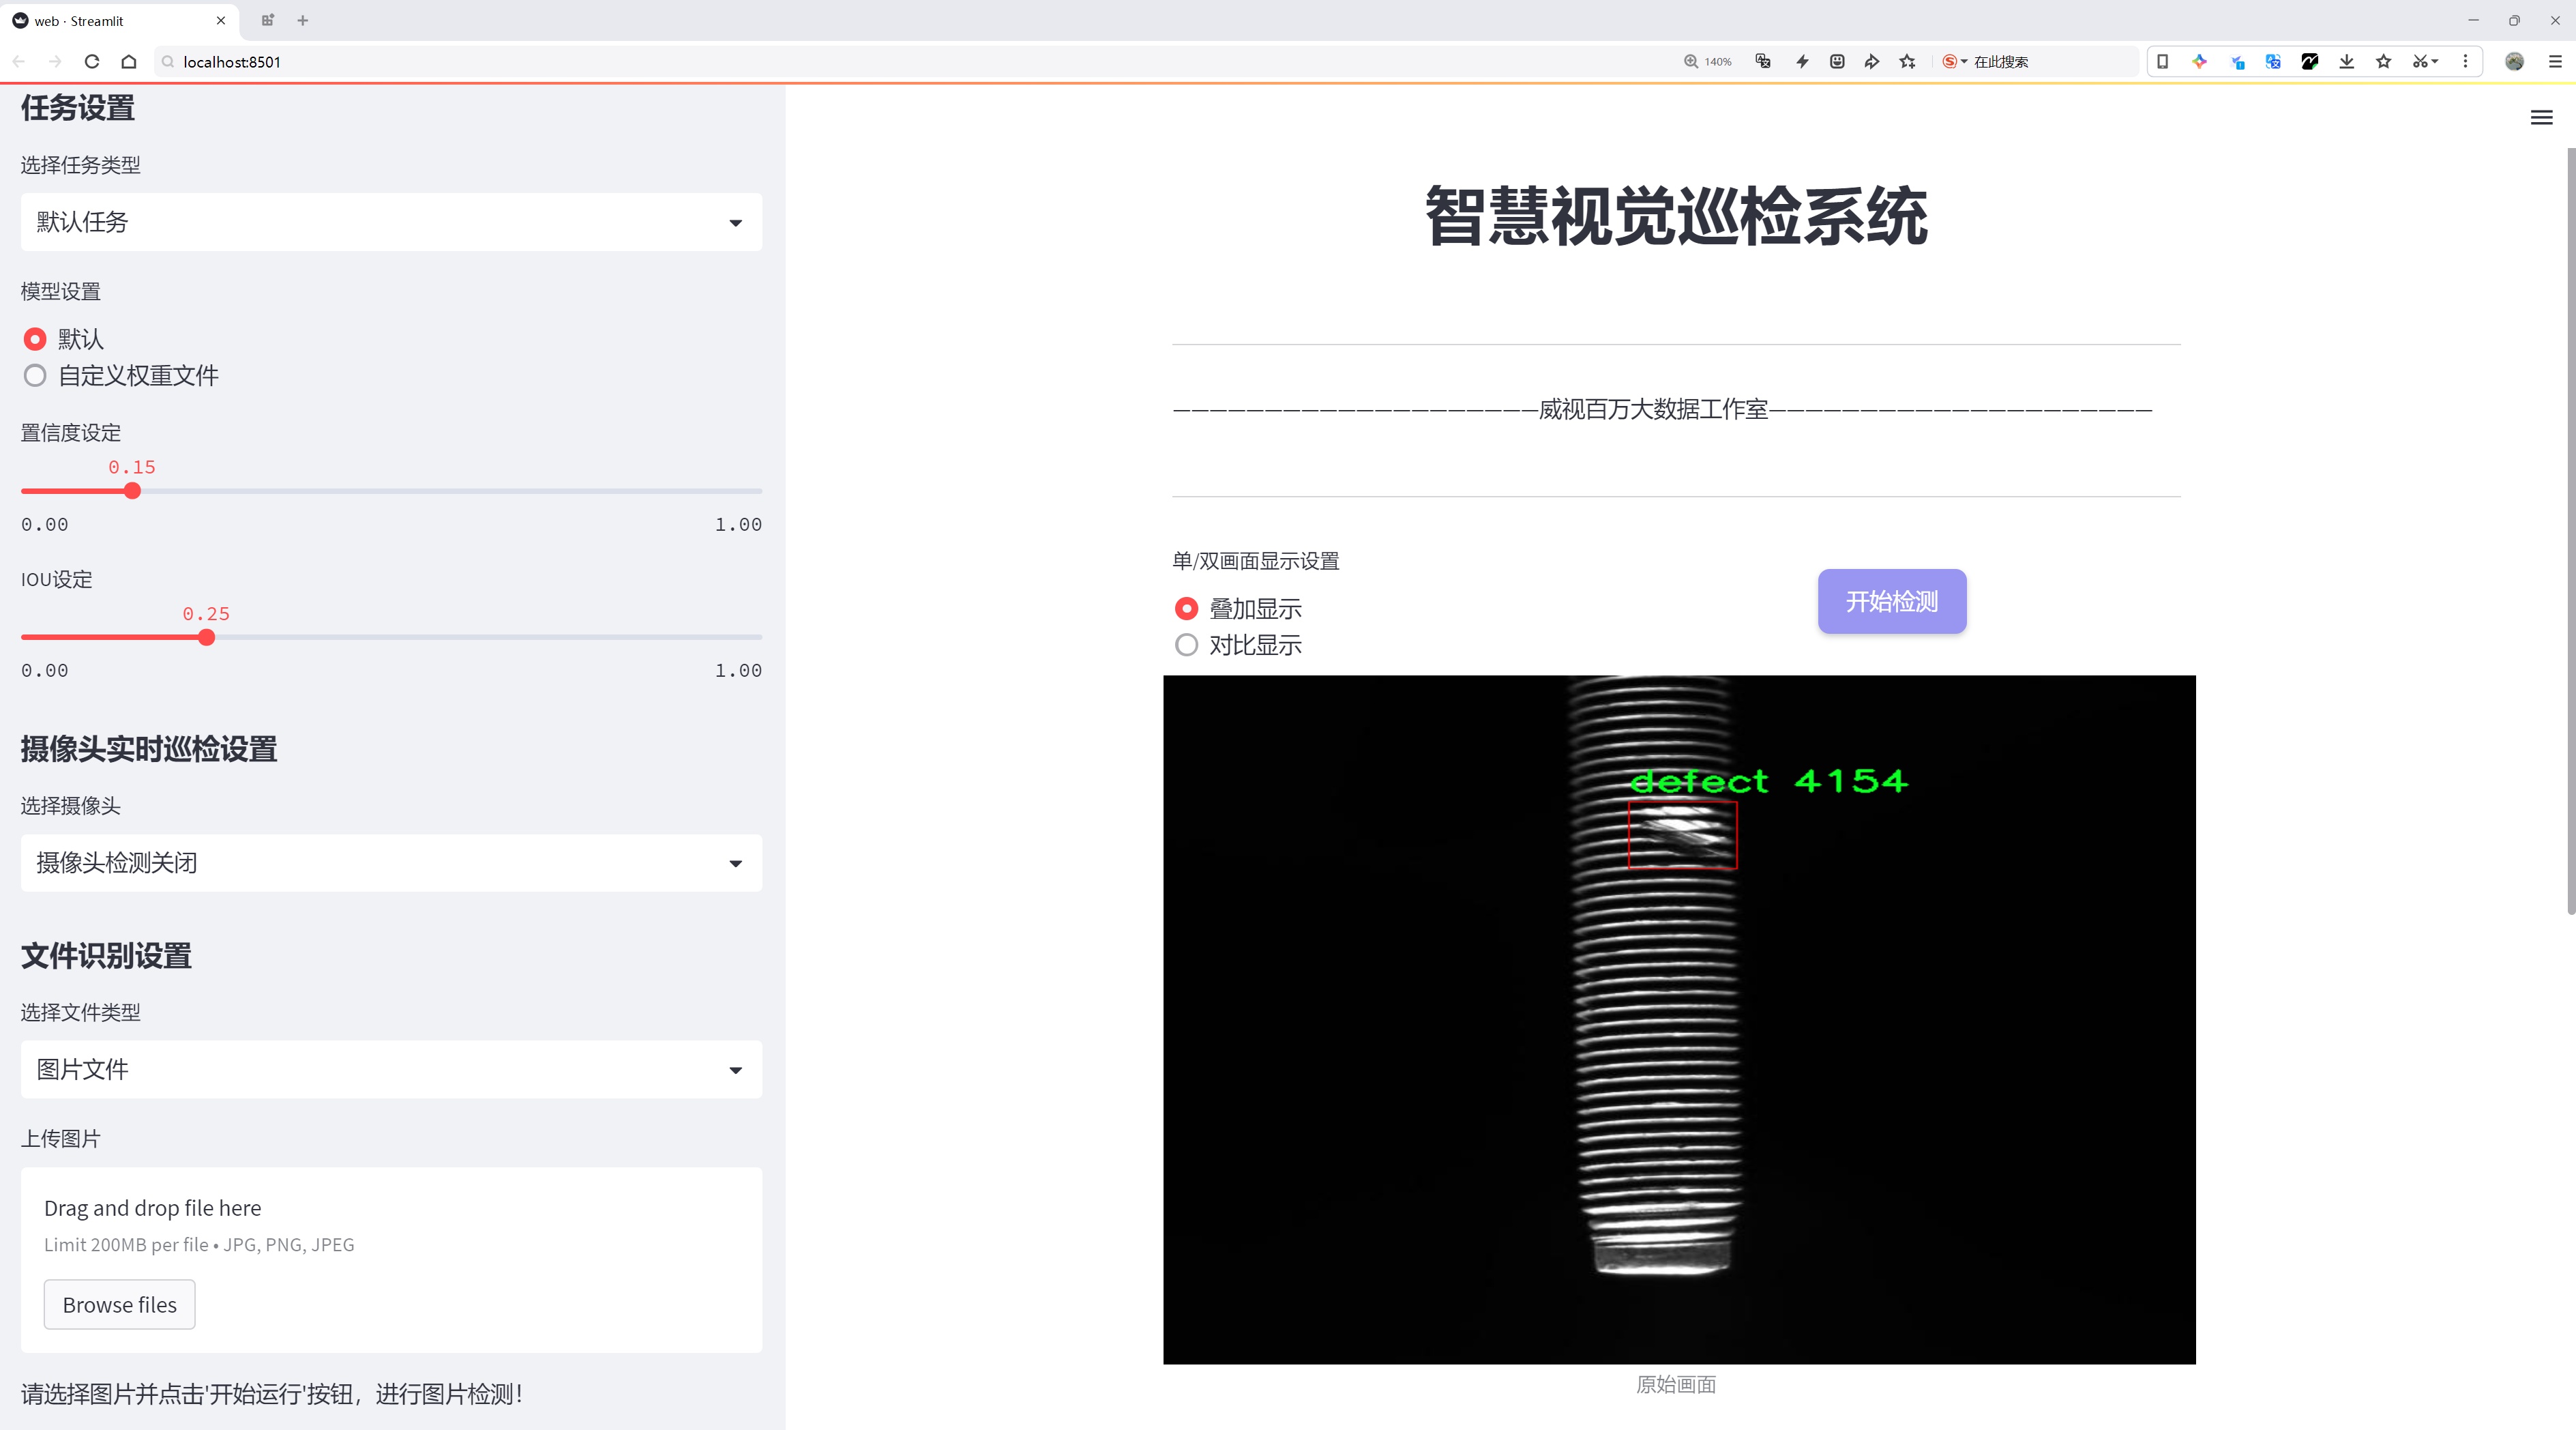 web · Streamlit
localhost:8501
140%
在此搜索
任务设置
选择任务类型
默认任务
模型设置
默认
自定义权重文件
置信度设定
0.15
0.00
1.00
IOU设定
0.25
0.00
1.00
摄像头实时巡检设置
选择摄像头
摄像头检测关闭
文件识别设置
选择文件类型
图片文件
上传图片
Drag and drop file here
Limit 200MB per file • JPG, PNG, JPEG
Browse files
请选择图片并点击'开始运行'按钮，进行图片检测！
智慧视觉巡检系统
————————————————————威视百万大数据工作室—————————————————————
单/双画面显示设置
叠加显示
对比显示
开始检测
defect 4154
原始画面